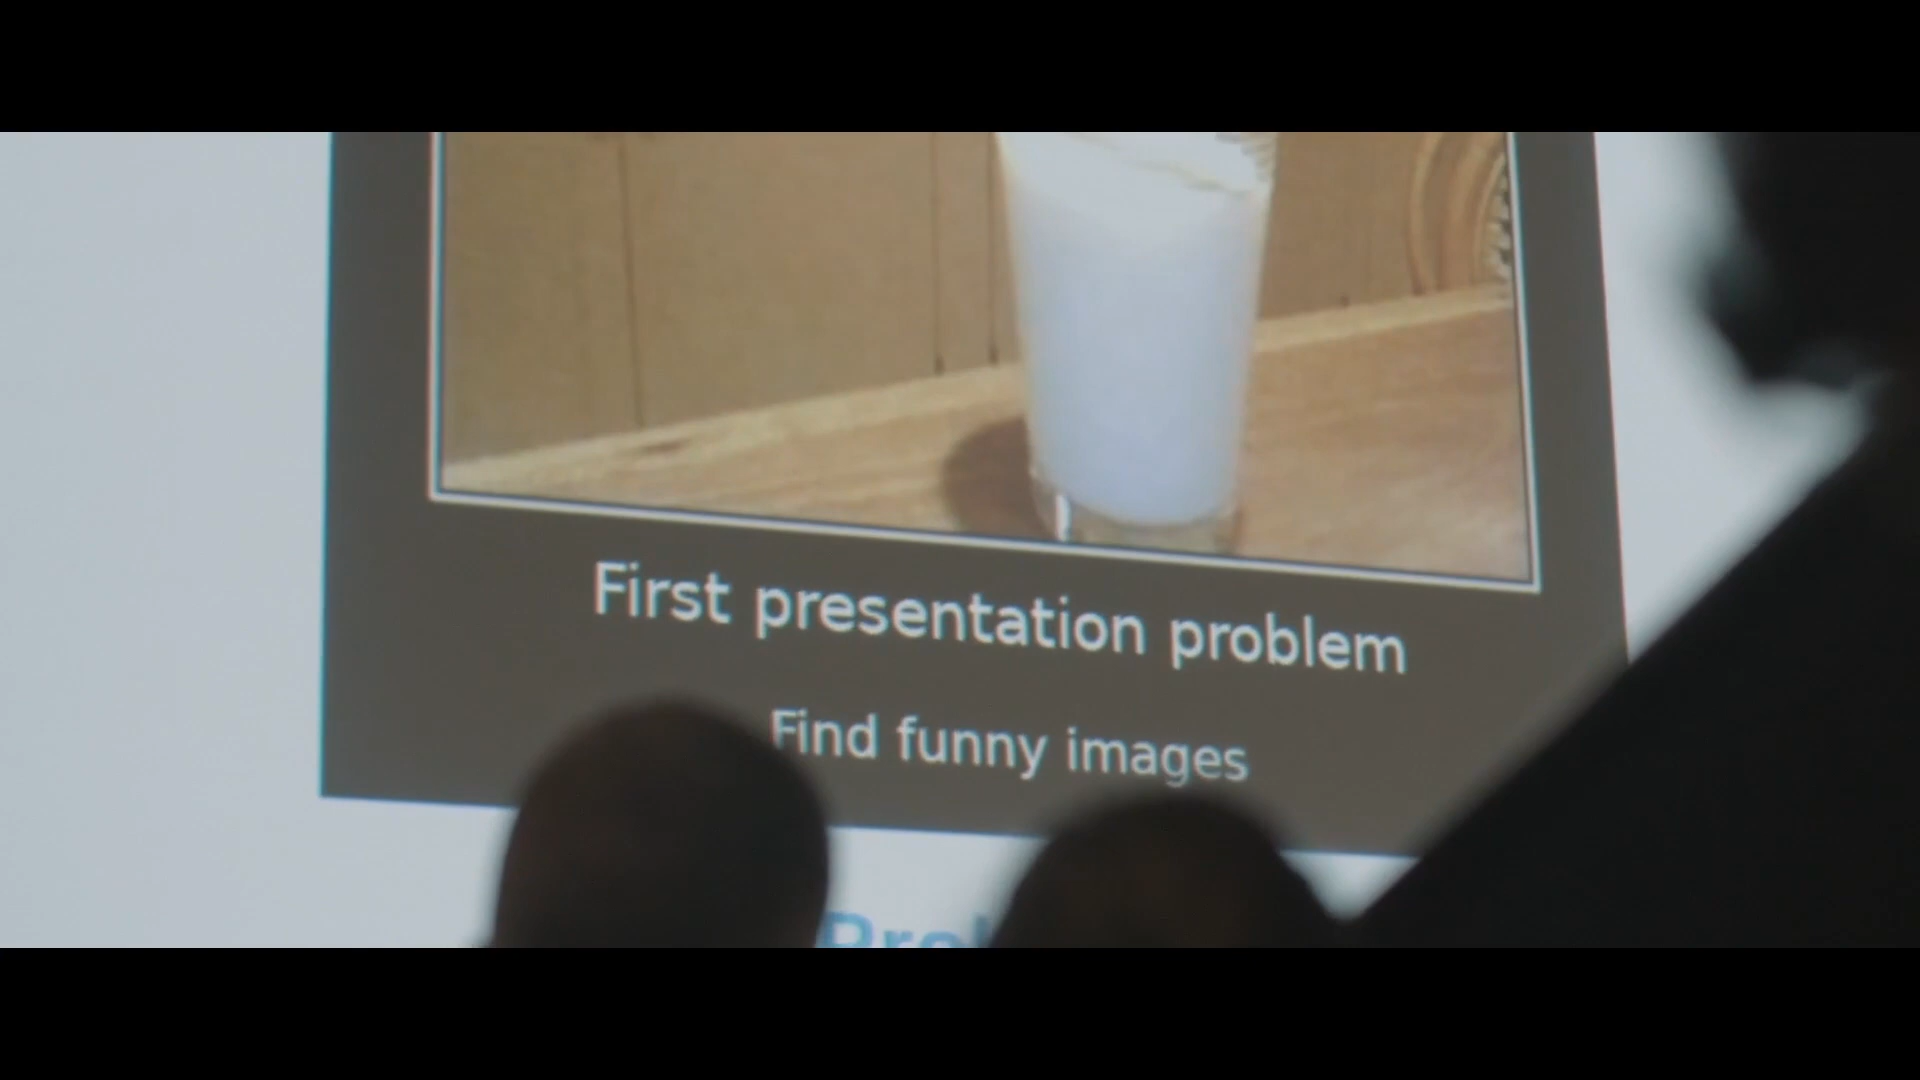 First presentation problem
Find funny images